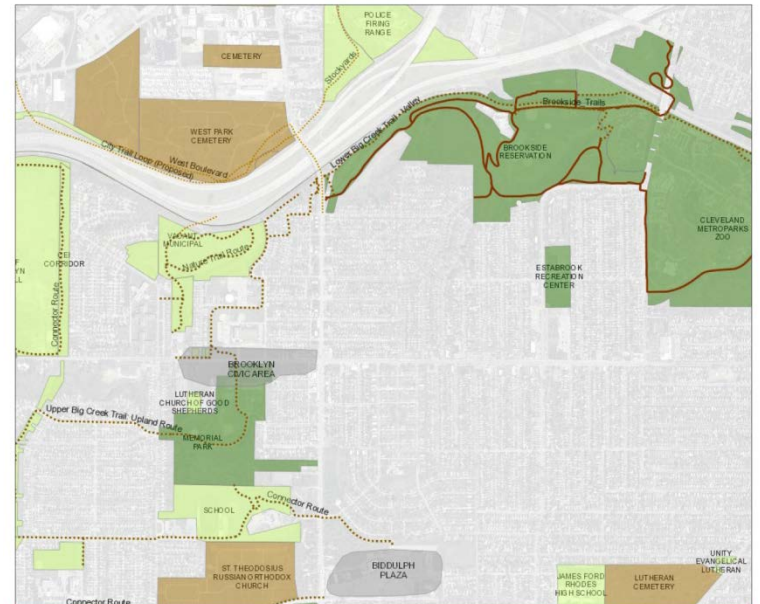 POLICE
FIRING
RANGE
CEMETERY
Stockyards
WEST PARK
CEMETERY
City Trail Loop (Proposed)
West Boulevard
Lower Big Creek Trail - Valley
Brookside Trails
BROOKSIDE
RESERVATION
CLEVELAND
METROPARKS
ZOO
VACANT
MUNICIPAL
Nature Trail Route
CEI
CORRIDOR
Connector Route
ESTABROOK
RECREATION
CENTER
BROOKLYN
CIVIC AREA
LUTHERAN
CHURCH OF GOOD
SHEPHERDS
Upper Big Creek Trail: Upland Route
MEMORIAL
PARK
SCHOOL
Connector Route
ST. THEODOSIUS
RUSSIAN ORTHODOX
CHURCH
BIDDULPH
PLAZA
JAMES FORD
RHODES
HIGH SCHOOL
LUTHERAN
CEMETERY
UNITY
EVANGELICAL
LUTHERAN
Connector Route